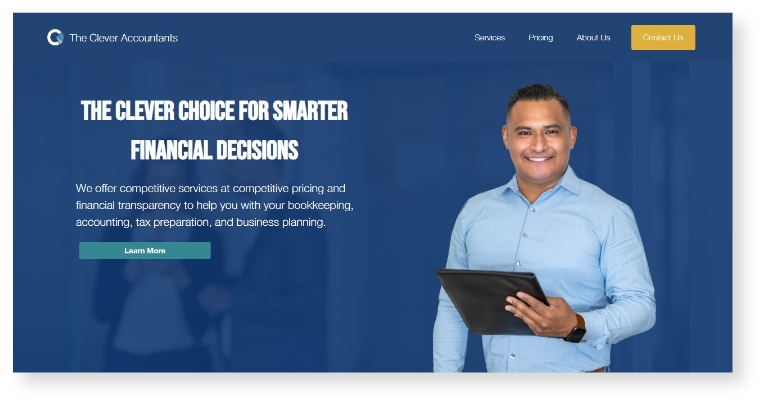 The Clever Accountants
Services
Pricing
About Us
Contact Us
THE CLEVER CHOICE FOR SMARTER
FINANCIAL DECISIONS
We offer competitive services at competitive pricing and
financial transparency to help you with your bookkeeping,
accounting, tax preparation, and business planning.
Learn More